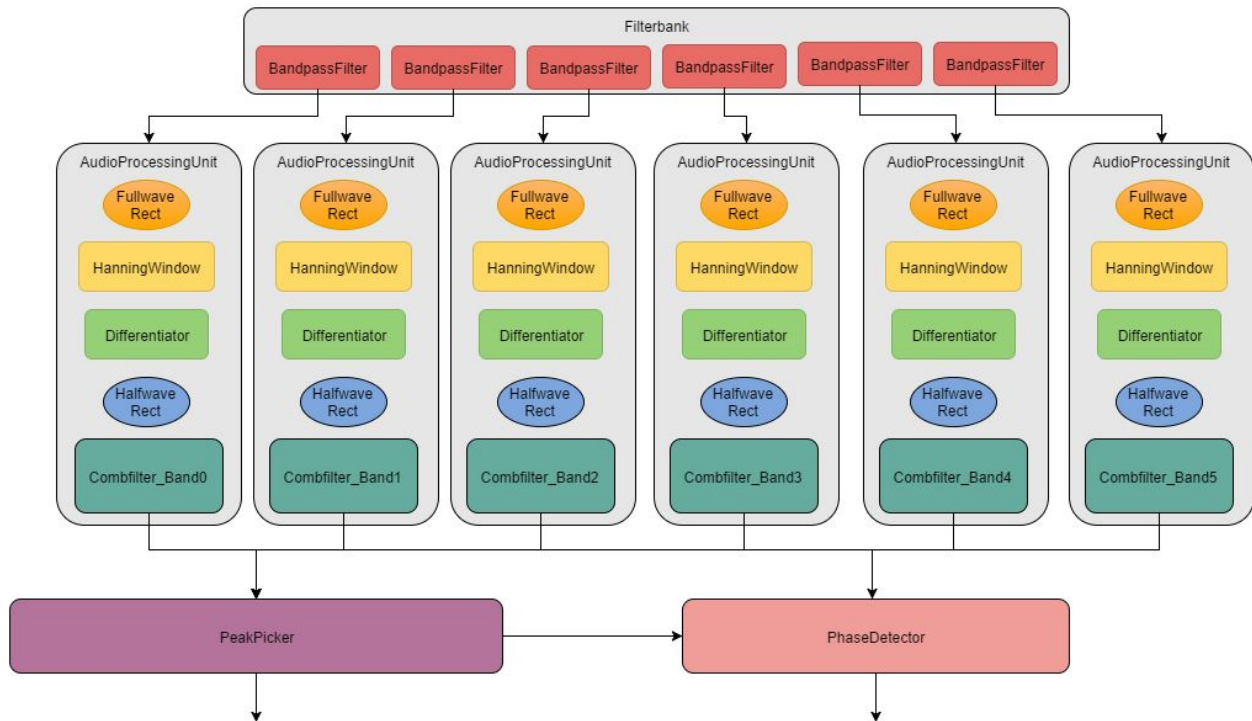 Filterbank
BandpassFilter BandpassFilter BandpassFilter BandpassFilter BandpassFilter BandpassFilter
AudioProcessingUnit AudioProcessingUnit AudioProcessingUnit AudioProcessingUnit AudioProcessingUnit AudioProcessingUnit
Fullwave Fullwave Fullwave Fullwave Fullwave Fullwave
Rect Rect Rect Rect Rect Rect
HanningWindow HanningWindow HanningWindow HanningWindow HanningWindow HanningWindow
Differentiator Differentiator Differentiator Differentiator Differentiator Differentiator
Halfwave Halfwave Halfwave Halfwave Halfwave Halfwave
Rect Rect Rect Rect Rect Rect
Combfilter_Band0 Combfilter_Band1 Combfilter_Band2 Combfilter_Band3 Combfilter_Band4 Combfilter_Band5
PeakPicker PhaseDetector